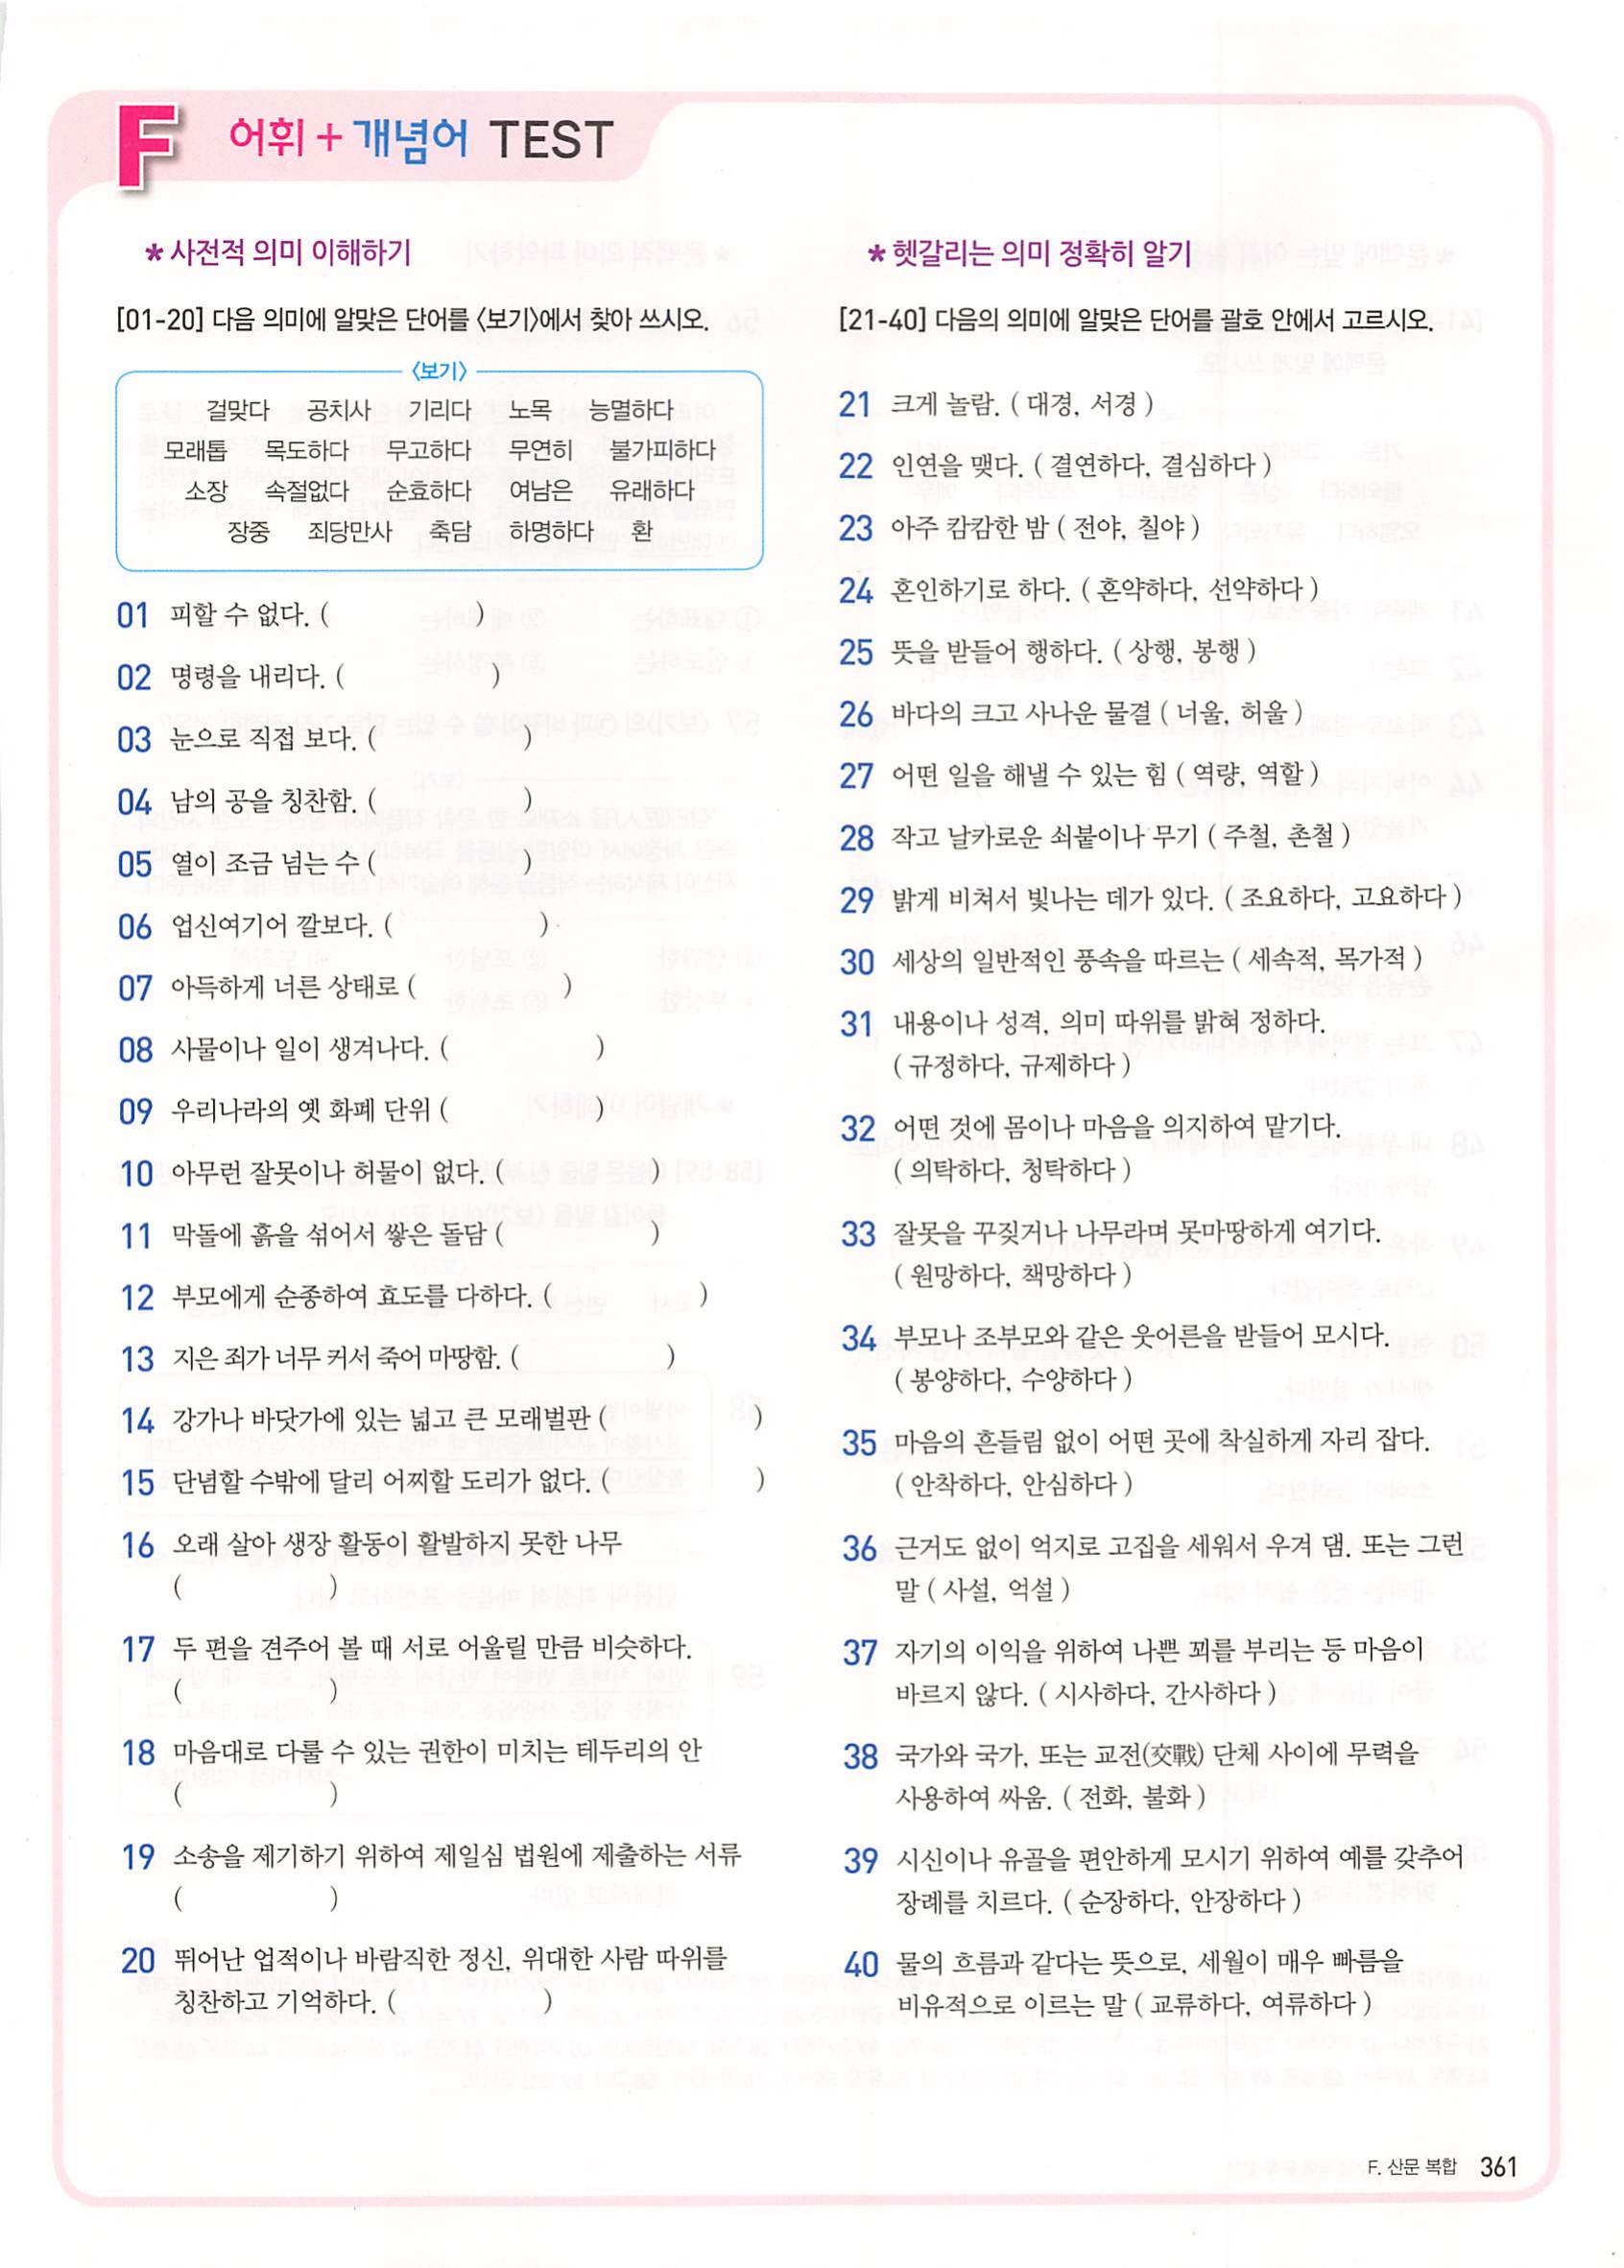 F 어휘 + 개념어 TEST
* 사전적 의미 이해하기
[01-20] 다음 의미에 알맞은 단어를 〈보기〉에서 찾아 쓰시오.
〈보기〉
걸맞다 공치사 기리다 노목 능멸하다
모래톱 목도하다 무고하다 무연히 불가피하다
소장 속절없다 순효하다 여남은 유래하다
장중 죄당만사 축담 하명하다 환
01 피할 수 없다. ( )
02 명령을 내리다. ( )
03 눈으로 직접 보다. ( )
04 남의 공을 칭찬함. ( )
05 열이 조금 넘는 수 ( )
06 업신여기어 깔보다. ( )
07 아득하게 너른 상태로 ( )
08 사물이나 일이 생겨나다. ( )
09 우리나라의 옛 화폐 단위 ( )
10 아무런 잘못이나 허물이 없다. ( )
11 막돌에 흙을 섞어서 쌓은 돌담 ( )
12 부모에게 순종하여 효도를 다하다. ( )
13 지은 죄가 너무 커서 죽어 마땅함. ( )
14 강가나 바닷가에 있는 넓고 큰 모래벌판 ( )
15 단념할 수밖에 달리 어찌할 도리가 없다. ( )
16 오래 살아 생장 활동이 활발하지 못한 나무
( )
17 두 편을 견주어 볼 때 서로 어울릴 만큼 비슷하다.
( )
18 마음대로 다룰 수 있는 권한이 미치는 테두리의 안
( )
19 소송을 제기하기 위하여 제일심 법원에 제출하는 서류
( )
20 뛰어난 업적이나 바람직한 정신, 위대한 사람 따위를
칭찬하고 기억하다. ( )
* 헷갈리는 의미 정확히 알기
[21-40] 다음의 의미에 알맞은 단어를 괄호 안에서 고르시오.
21 크게 놀람. ( 대경, 서경 )
22 인연을 맺다. ( 결연하다, 결심하다 )
23 아주 캄캄한 밤 ( 전야, 칠야 )
24 혼인하기로 하다. ( 혼약하다, 선약하다 )
25 뜻을 받들어 행하다. ( 상행, 봉행 )
26 바다의 크고 사나운 물결 ( 너울, 허울 )
27 어떤 일을 해낼 수 있는 힘 ( 역량, 역할 )
28 작고 날카로운 쇠붙이나 무기 ( 주철, 촌철 )
29 밝게 비쳐서 빛나는 데가 있다. ( 조요하다, 고요하다 )
30 세상의 일반적인 풍속을 따르는 ( 세속적, 목가적 )
31 내용이나 성격, 의미 따위를 밝혀 정하다.
( 규정하다, 규제하다 )
32 어떤 것에 몸이나 마음을 의지하여 맡기다.
( 의탁하다, 청탁하다 )
33 잘못을 꾸짖거나 나무라며 못마땅하게 여기다.
( 원망하다, 책망하다 )
34 부모나 조부모와 같은 웃어른을 받들어 모시다.
( 봉양하다, 수양하다 )
35 마음의 흔들림 없이 어떤 곳에 착실하게 자리 잡다.
( 안착하다, 안심하다 )
36 근거도 없이 억지로 고집을 세워서 우겨 댐. 또는 그런
말 ( 사설, 억설 )
37 자기의 이익을 위하여 나쁜 꾀를 부리는 등 마음이
바르지 않다. ( 시사하다, 간사하다 )
38 국가와 국가, 또는 교전(交戰) 단체 사이에 무력을
사용하여 싸움. ( 전화, 불화 )
39 시신이나 유골을 편안하게 모시기 위하여 예를 갖추어
장례를 치르다. ( 순장하다, 안장하다 )
40 물의 흐름과 같다는 뜻으로, 세월이 매우 빠름을
비유적으로 이르는 말 ( 교류하다, 여류하다 )
F. 산문 복합 361